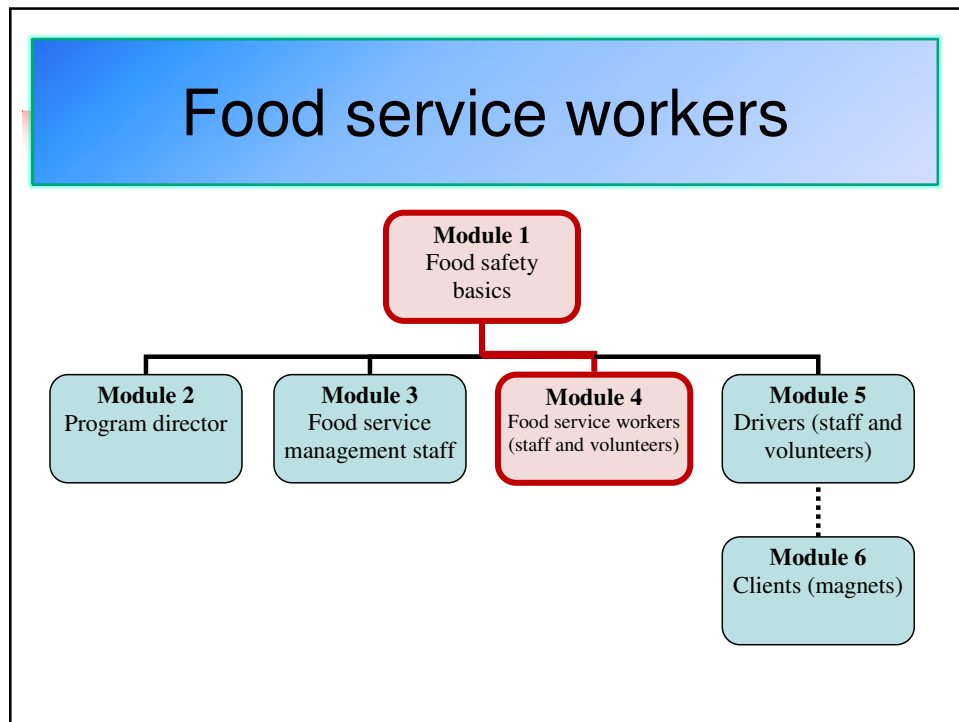 Food service workers
Module 1
Food safety
basics
Module 2
Program director
Module 3
Food service
management staff
Module 4
Food service workers
(staff and volunteers)
Module 5
Drivers (staff and
volunteers)
Module 6
Clients (magnets)